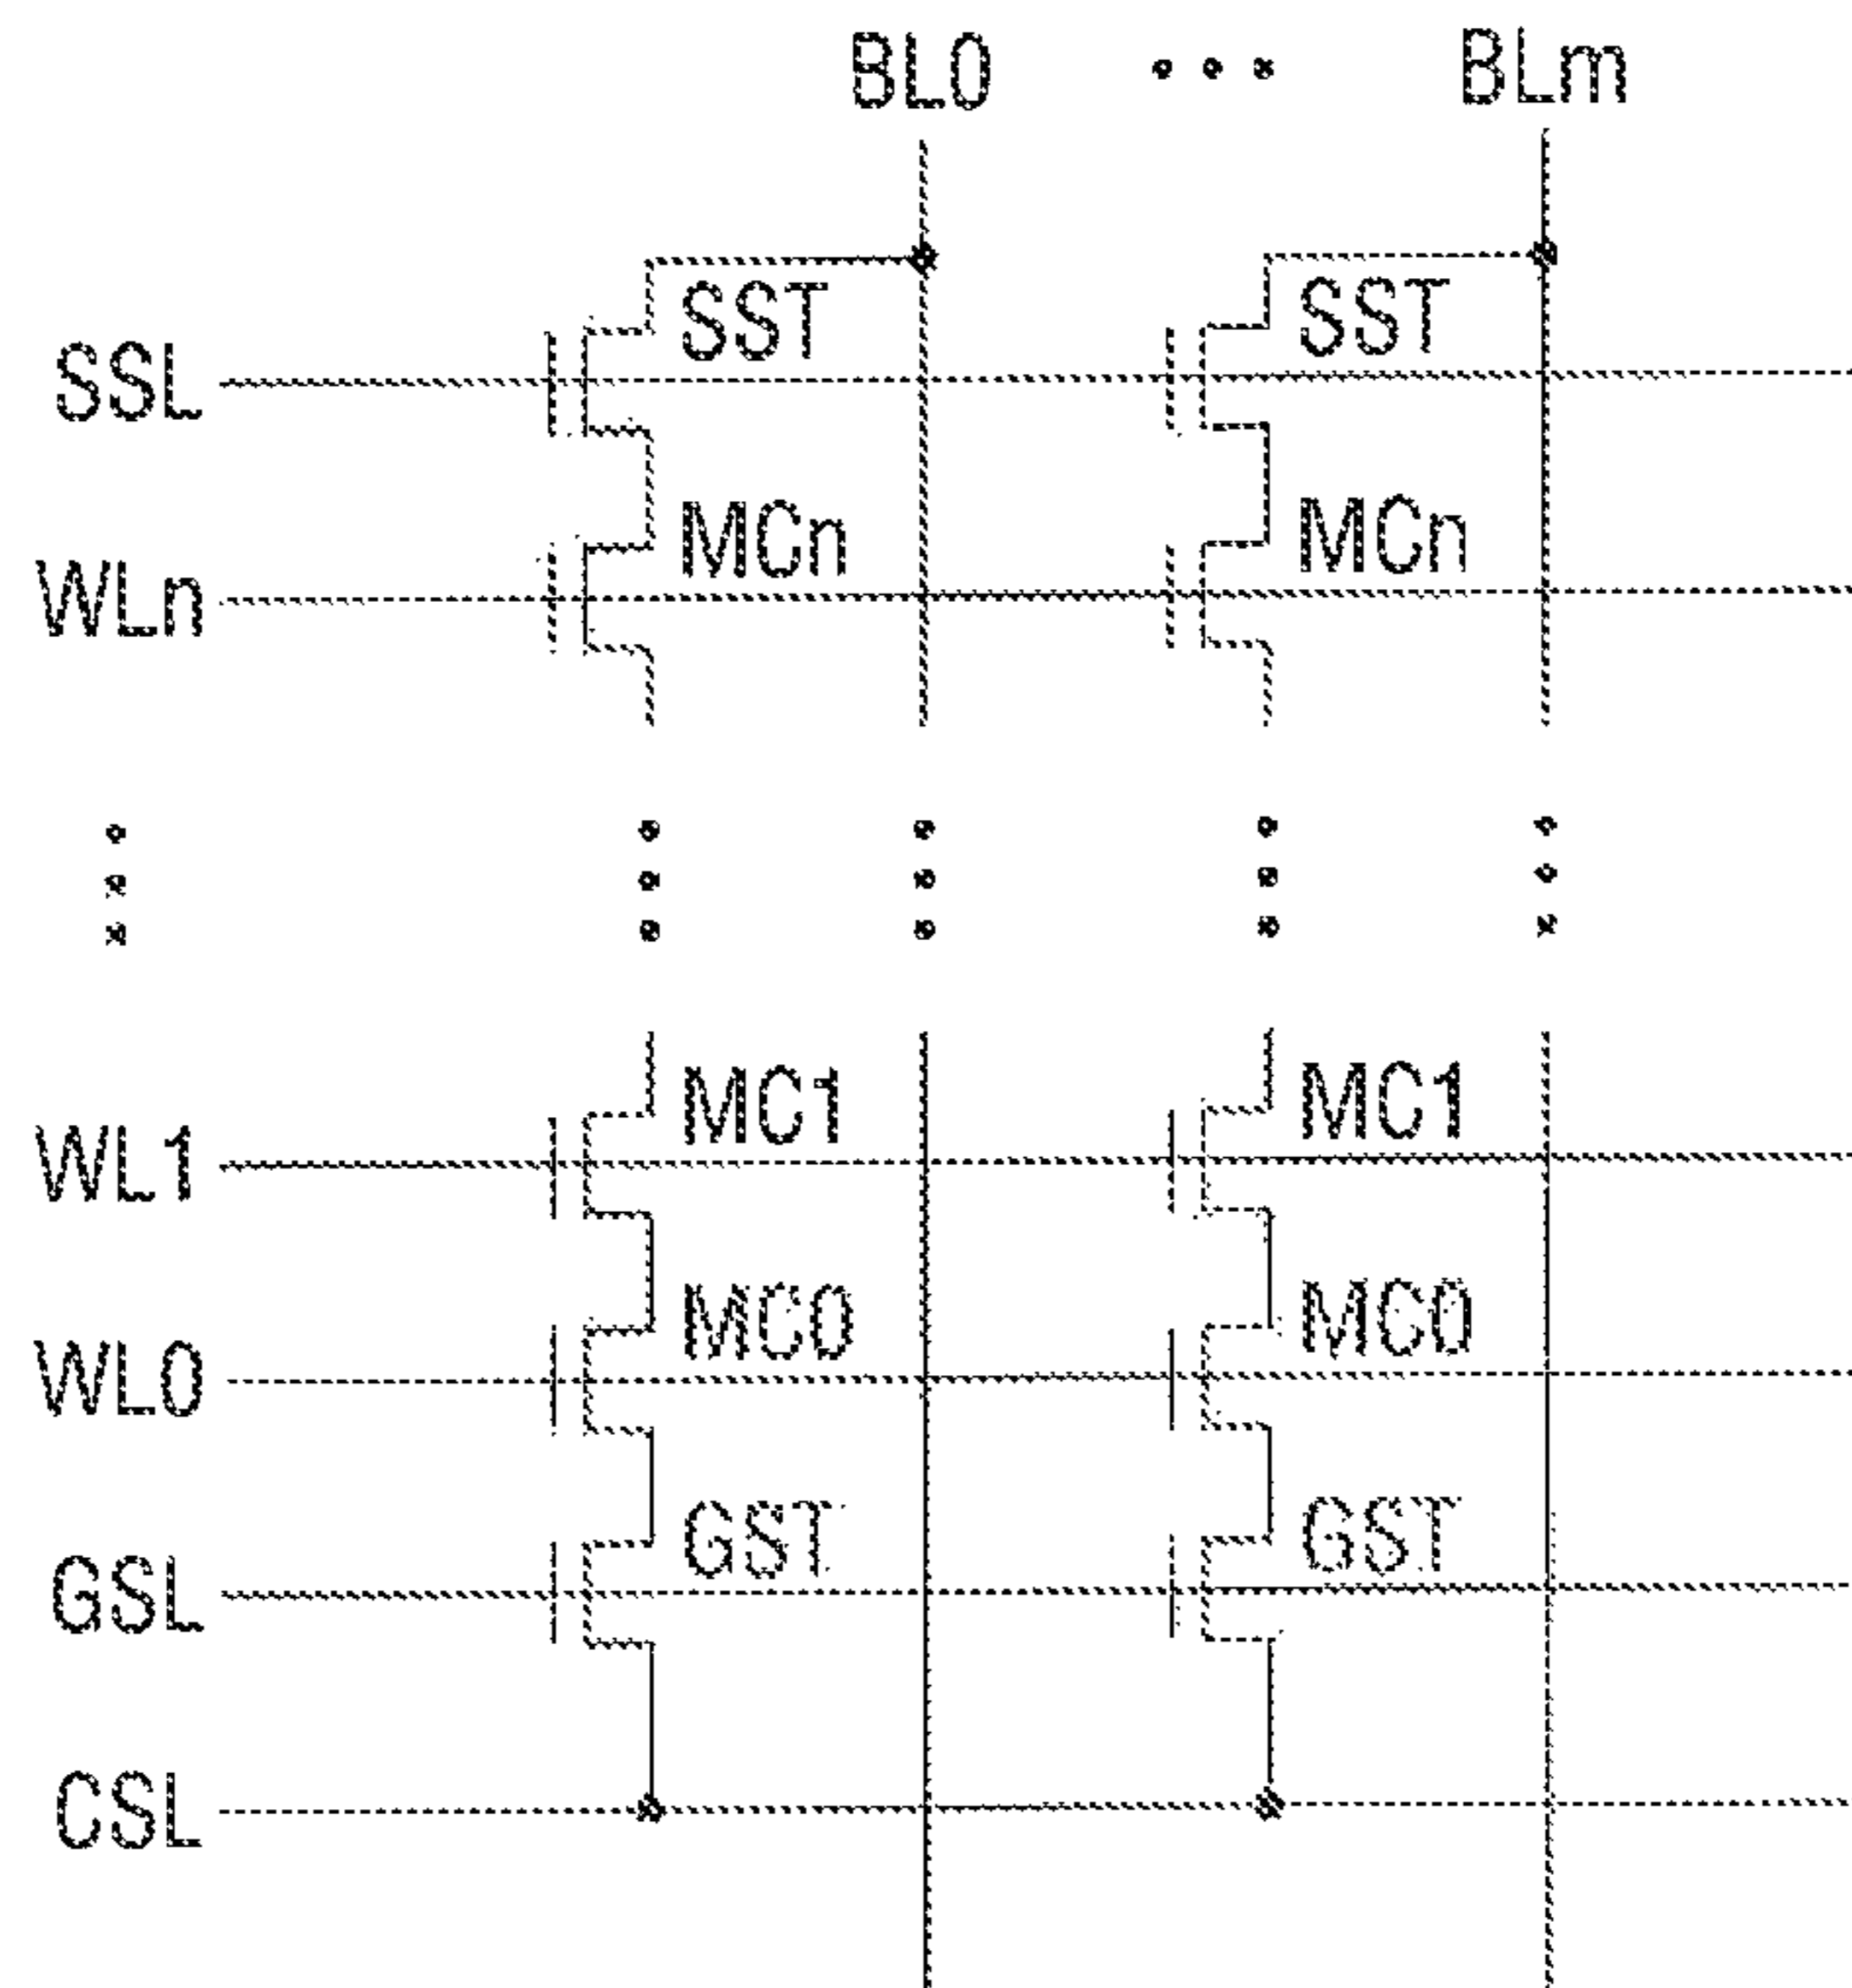 BL0 ... BLm
SST SST
SSL
MCn MCn
WLn
MC1 MC1
WL1
MC0 MC0
WL0
GST GST
GSL
CSL